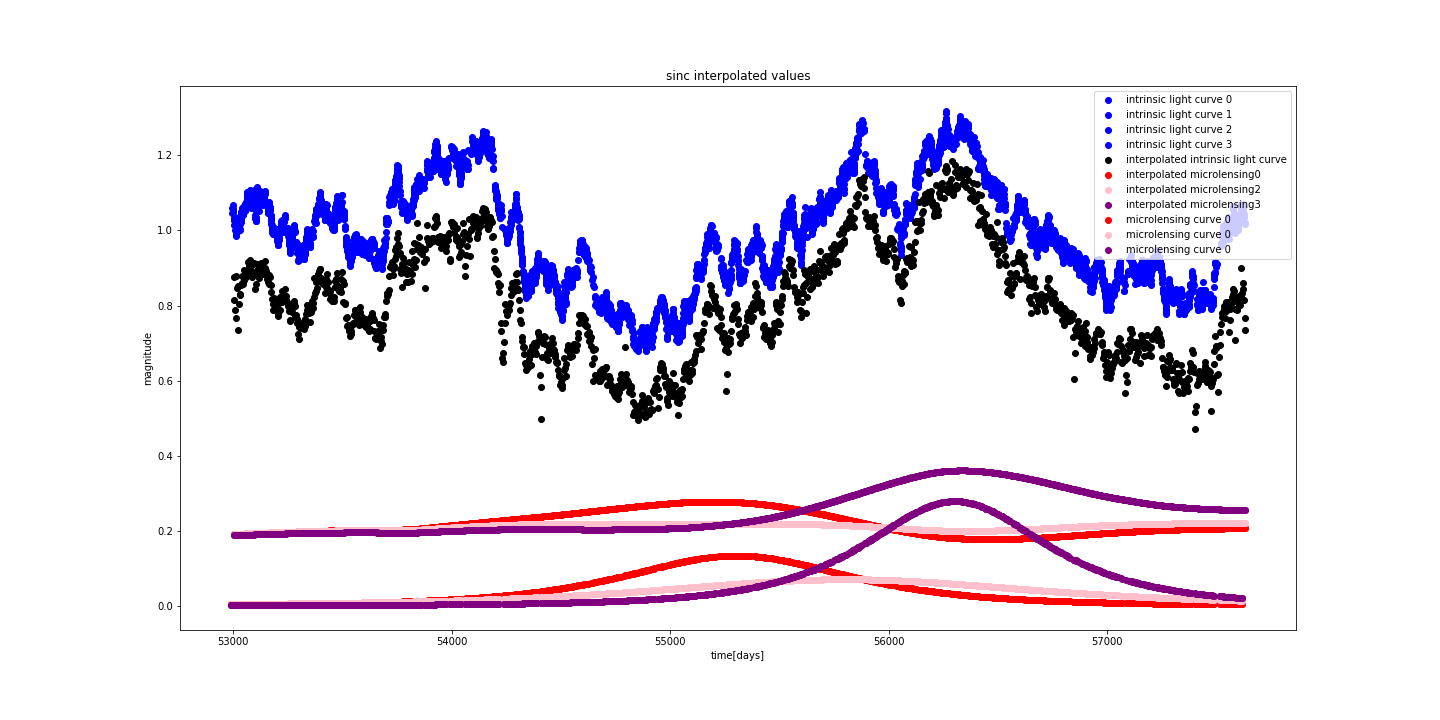 sinc interpolated values
intrinsic light curve 0
intrinsic light curve 1
intrinsic light curve 2
intrinsic light curve 3
interpolated intrinsic light curve
interpolated microlensing0
interpolated microlensing2
interpolated microlensing3
microlensing curve 0
microlensing curve 0
microlensing curve 0
magnitude
1.2
1.0
0.8
0.6
0.4
0.2
0.0
53000 54000 55000 56000 57000
time[days]